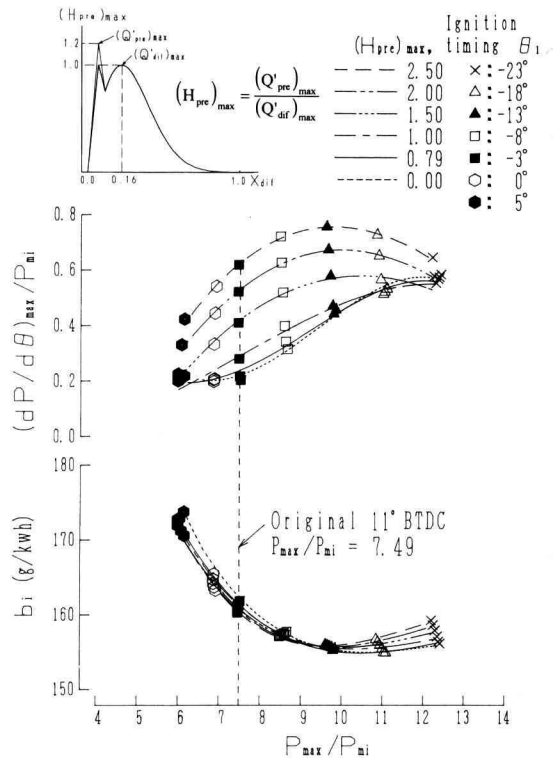 (Hpre)max
(Q'pre)max
(Q'dif)max
1.2
1.0
0.0 0.16 1.0 Xdif
(Hpre)max = (Q'pre)max / (Q'dif)max
(Hpre)max, Ignition timing θ1
2.50 ×: -23°
2.00 △: -18°
1.50 ▲: -13°
1.00 □: -8°
0.79 ■: -3°
0.00 ⬡: 0°
⬢: 5°
(dP/dθ)max/Pmi
0.8
0.6
0.4
0.2
0.0
bi (g/kwh)
180
170
160
150
Original 11° BTDC
Pmax/Pmi = 7.49
4 5 6 7 8 9 10 11 12 13 14
Pmax/Pmi